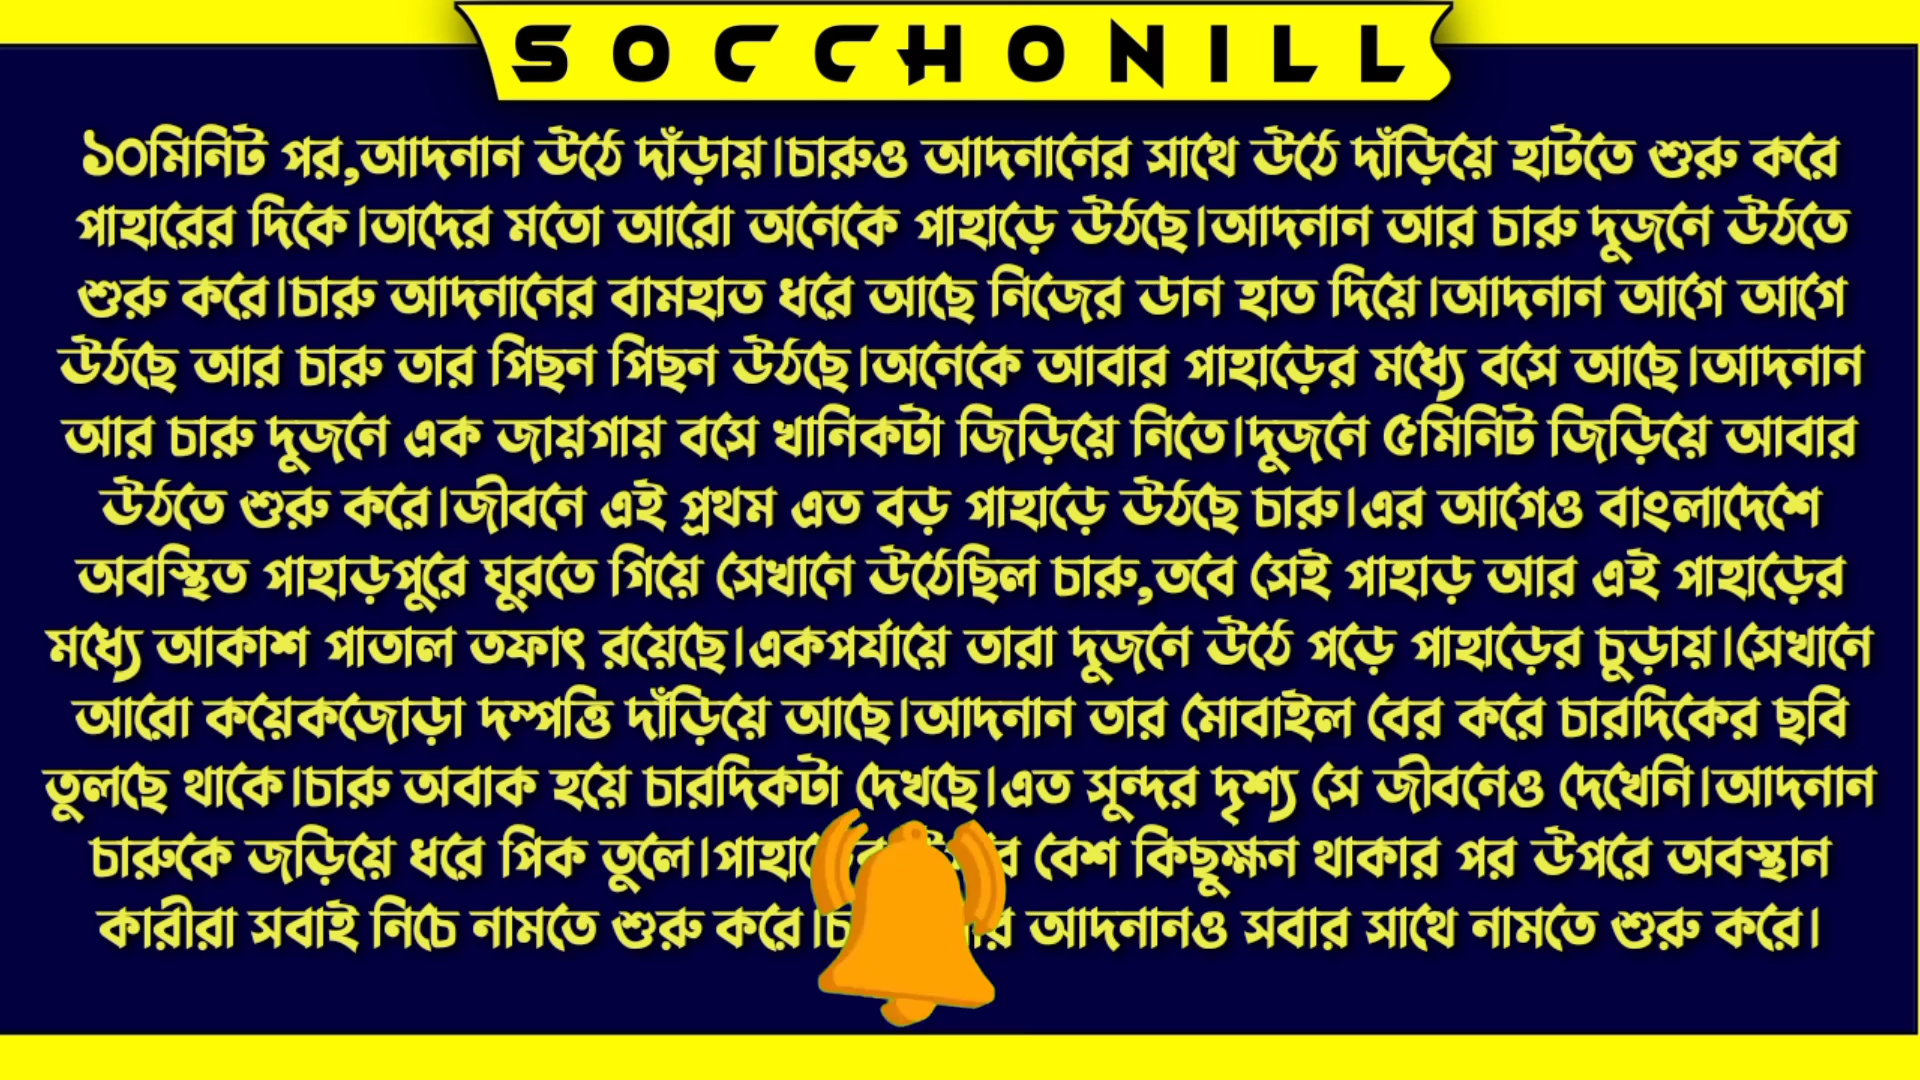 SOCCHONILL
১০মিনিট পর,আদনান উঠে দাঁড়ায়।চারুও আদনানের সাথে উঠে দাঁড়িয়ে হাটতে শুরু করে
পাহারের দিকে।তাদের মতো আরো অনেকে পাহাড়ে উঠছে।আদনান আর চারু দুজনে উঠতে
শুরু করে।চারু আদনানের বামহাত ধরে আছে নিজের ডান হাত দিয়ে।আদনান আগে আগে
উঠছে আর চারু তার পিছন পিছন উঠছে।অনেকে আবার পাহাড়ের মধ্যে বসে আছে।আদনান
আর চারু দুজনে এক জায়গায় বসে খানিকটা জিড়িয়ে নিতে।দুজনে ৫মিনিট জিড়িয়ে আবার
উঠতে শুরু করে।জীবনে এই প্রথম এত বড় পাহাড়ে উঠছে চারু।এর আগেও বাংলাদেশে
অবস্থিত পাহাড়পুরে ঘুরতে গিয়ে সেখানে উঠেছিল চারু,তবে সেই পাহাড় আর এই পাহাড়ের
মধ্যে আকাশ পাতাল তফাৎ রয়েছে।একপর্যায়ে তারা দুজনে উঠে পড়ে পাহাড়ের চুড়ায়।সেখানে
আরো কয়েকজোড়া দম্পত্তি দাঁড়িয়ে আছে।আদনান তার মোবাইল বের করে চারদিকের ছবি
তুলছে থাকে।চারু অবাক হয়ে চারদিকটা দেখছে।এত সুন্দর দৃশ্য সে জীবনেও দেখেনি।আদনান
চারুকে জড়িয়ে ধরে পিক তুলে। বেশ কিছুক্ষন থাকার পর উপরে অবস্থান
কারীরা সবাই নিচে নামতে শুরু করে। আদনানও সবার সাথে নামতে শুরু করে।